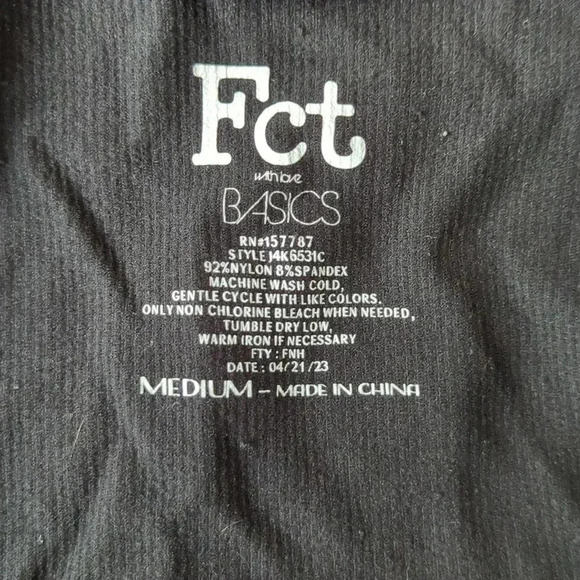 Fct
with love
BASICS
RN#157787
STYLE J4K6531C
92%NYLON 8%SPANDEX
MACHINE WASH COLD,
GENTLE CYCLE WITH LIKE COLORS.
ONLY NON CHLORINE BLEACH WHEN NEEDED,
TUMBLE DRY LOW,
WARM IRON IF NECESSARY
FTY : FNH
DATE : 04/21/23
MEDIUM – MADE IN CHINA